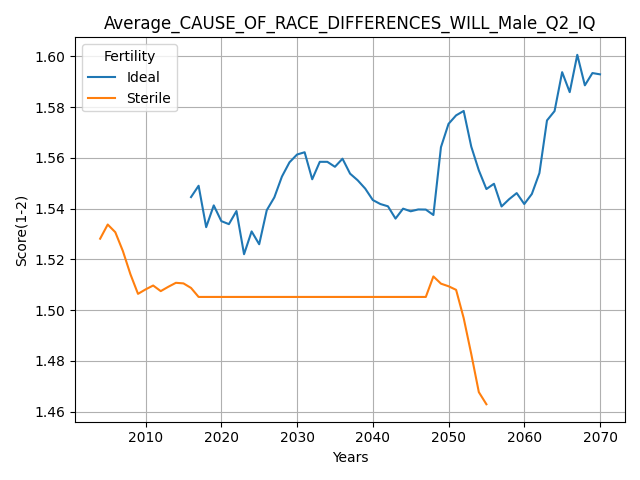 Average_CAUSE_OF_RACE_DIFFERENCES_WILL_Male_Q2_IQ
Fertility
Ideal
Sterile
1.60
1.58
1.56
1.54
1.52
1.50
1.48
1.46
Score(1-2)
2010 2020 2030 2040 2050 2060 2070
Years